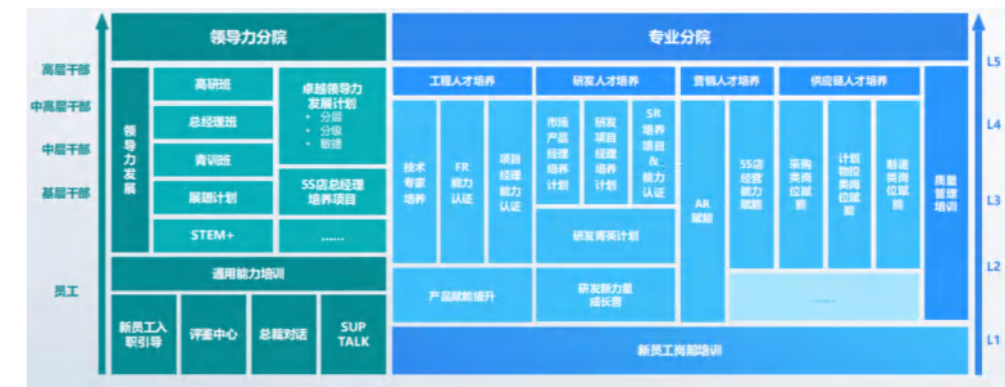 领导力分院
专业分院
高层干部
中高层干部
中层干部
基层干部
员工
L5
L4
L3
L2
L1
领导力发展
高研班
总经理班
青训班
展翅计划
STEM+
卓越领导力
发展计划
• 分层
• 分级
• 敏捷
5S店总经理
培养项目
……
通用能力培训
新员工入
职引导
评鉴中心
总裁对话
SUP
TALK
工程人才培养
研发人才培养
营销人才培养
供应链人才培养
技术
专家
培养
FR
能力
认证
项目
经理
能力
认证
产品赋能提升
市场
产品
经理
培养
计划
研发
项目
经理
培养
计划
SR
培养
项目
&
能力
认证
研发菁英计划
研发新力量
成长营
AR
赋能
5S店
经营
能力
赋能
采购
类岗
位赋
能
计划
物控
类岗
位赋
能
制造
类岗
位赋
能
……
质量
管理
培训
新员工岗前培训